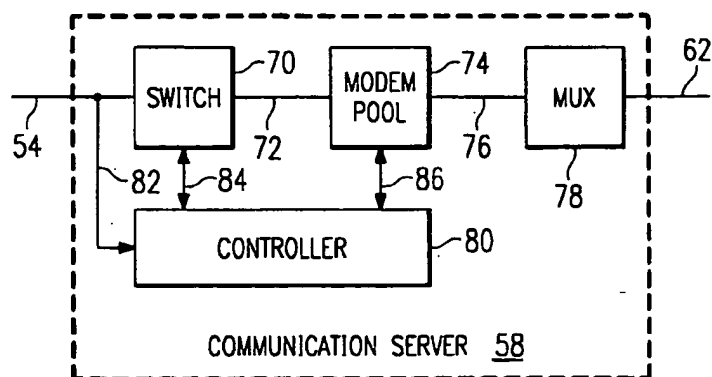 70
74
62
SWITCH
MODEM
POOL
MUX
54
72
76
78
82
84
86
CONTROLLER
80
COMMUNICATION SERVER 58